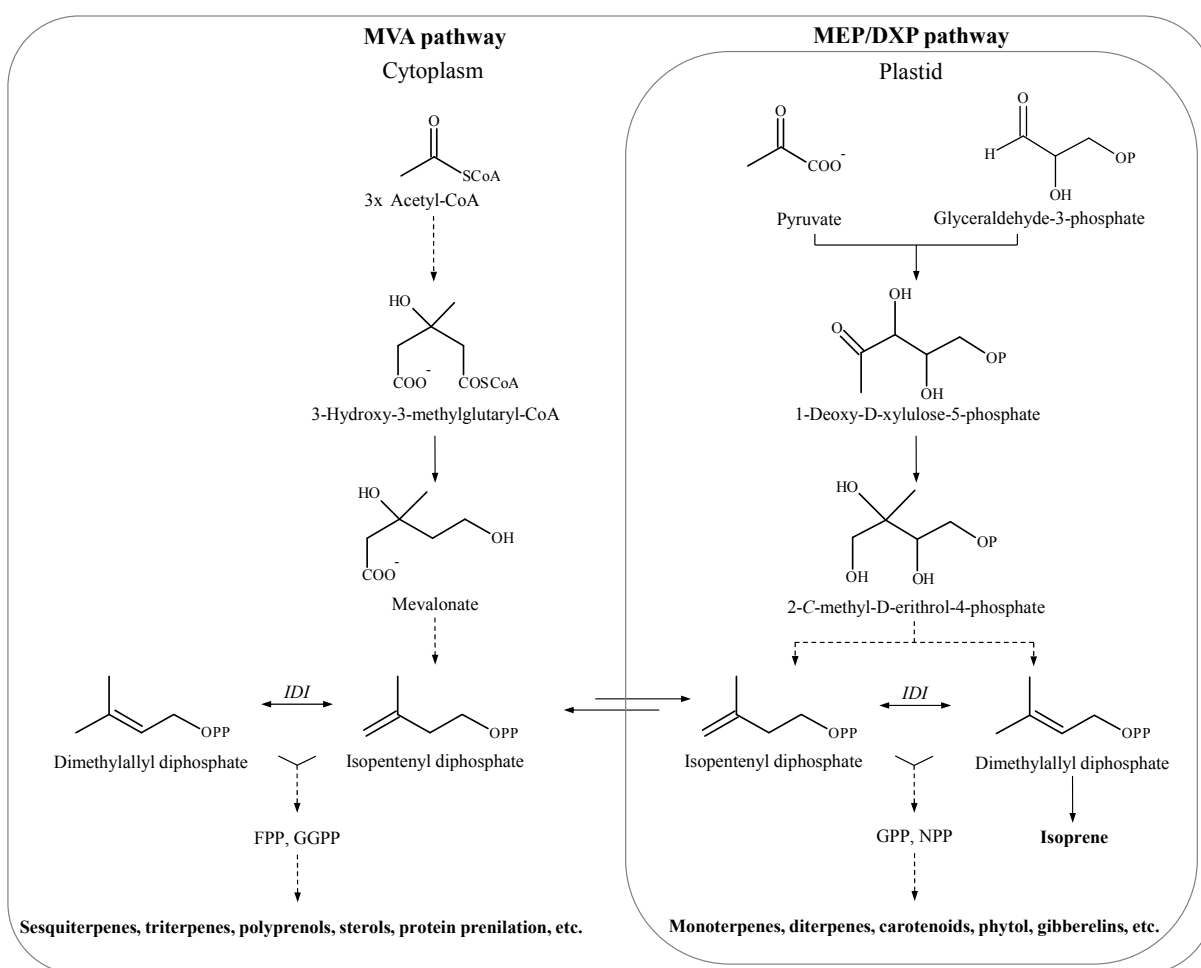 MVA pathway
Cytoplasm
O
SCoA
3x Acetyl-CoA
HO
COO-
COSCoA
3-Hydroxy-3-methylglutaryl-CoA
HO
OH
COO-
Mevalonate
IDI
OPP
OPP
Dimethylallyl diphosphate
Isopentenyl diphosphate
FPP, GGPP
Sesquiterpenes, triterpenes, polyprenols, sterols, protein prenilation, etc.
MEP/DXP pathway
Plastid
O
COO-
O
H
OP
OH
Pyruvate
Glyceraldehyde-3-phosphate
OH
O
OP
OH
1-Deoxy-D-xylulose-5-phosphate
HO
OP
OH
OH
2-C-methyl-D-erithrol-4-phosphate
IDI
OPP
OPP
Isopentenyl diphosphate
Dimethylallyl diphosphate
GPP, NPP
Isoprene
Monoterpenes, diterpenes, carotenoids, phytol, gibberelins, etc.